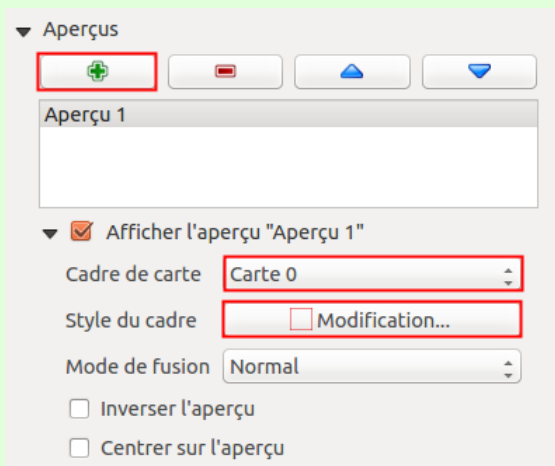 Aperçus
Aperçu 1
Afficher l'aperçu "Aperçu 1"
Cadre de carte Carte 0
Style du cadre Modification...
Mode de fusion Normal
Inverser l'aperçu
Centrer sur l'aperçu